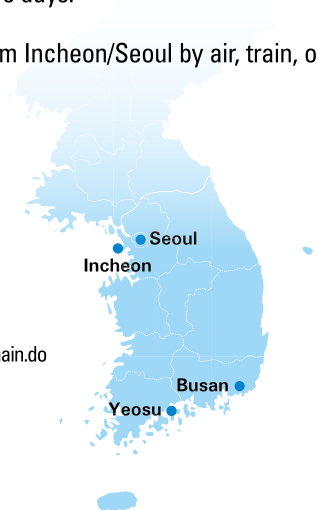 m Incheon/Seoul by air, train, o
Seoul
Incheon
ain.do
Busan
Yeosu